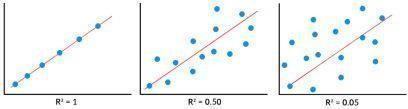 R² = 1
R² = 0.50
R² = 0.05